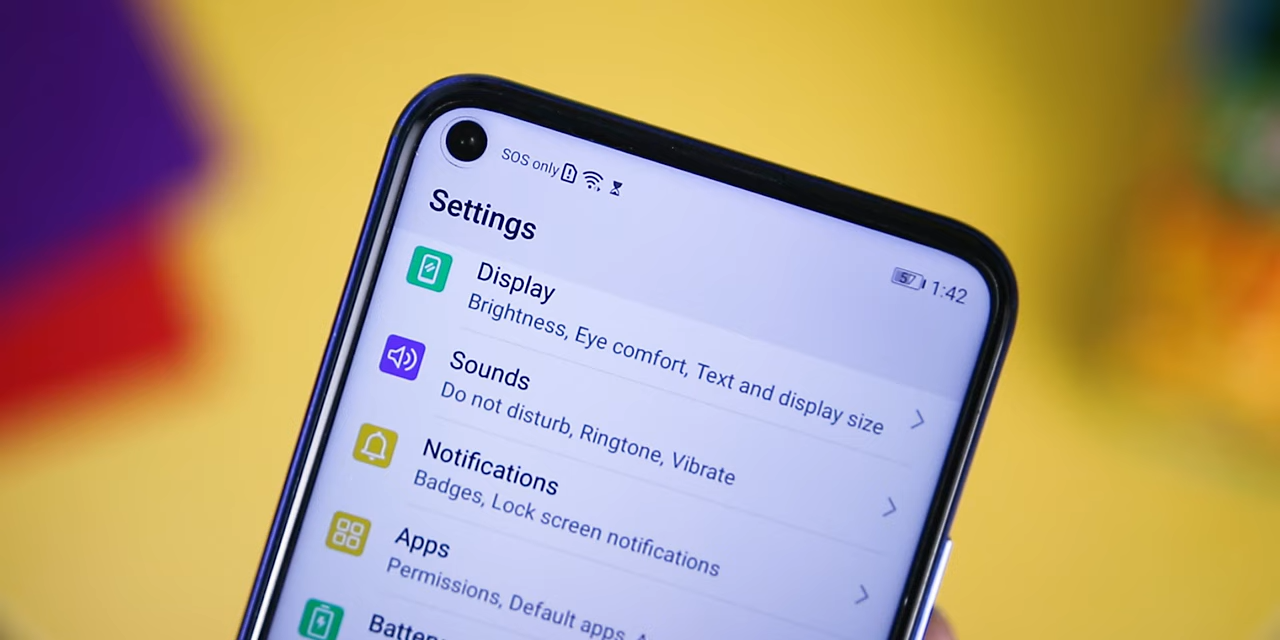 SOS only
57 1:42
Settings
Display
Brightness, Eye comfort, Text and display size
Sounds
Do not disturb, Ringtone, Vibrate
Notifications
Badges, Lock screen notifications
Apps
Permissions, Default apps,